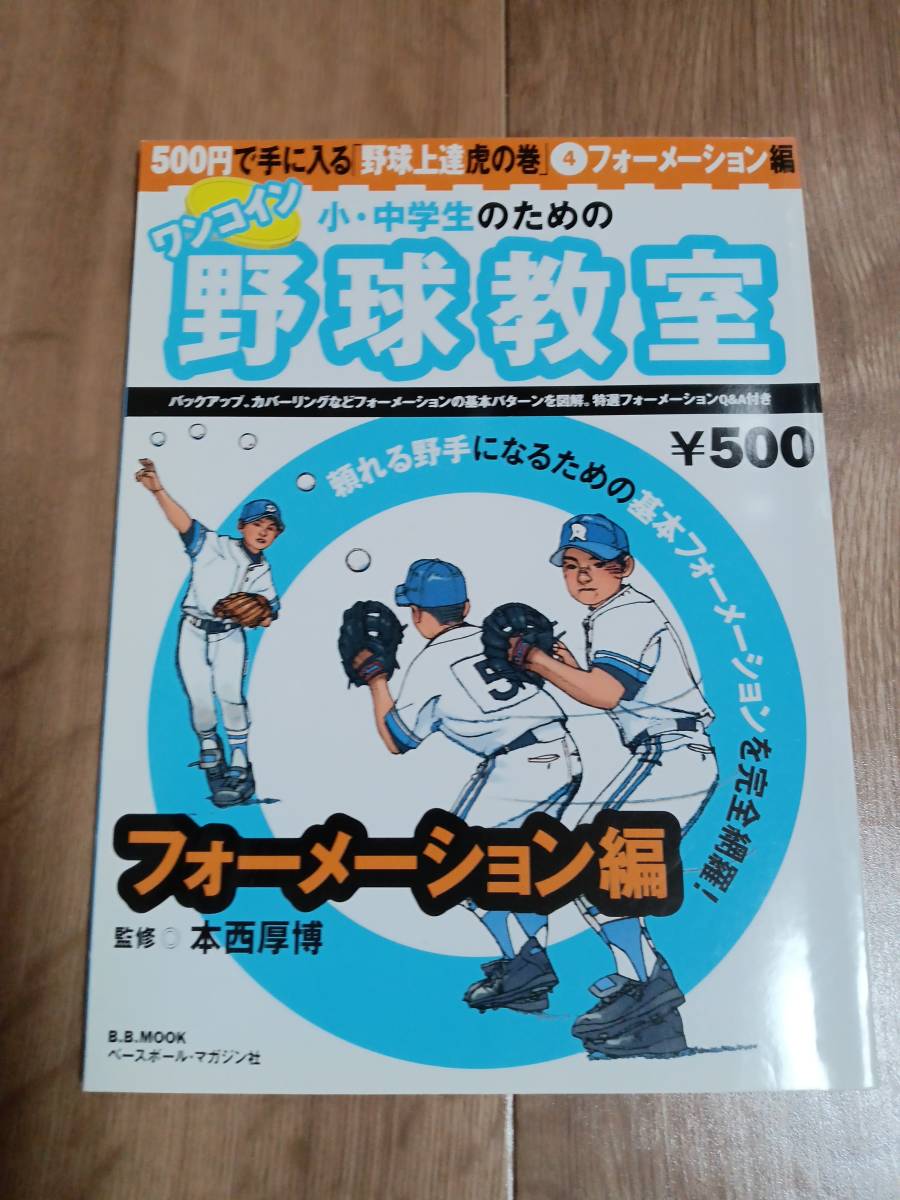 500円で手に入る「野球上達虎の巻」4フォーメーション編
ワンコイン
小・中学生のための
野球教室
バックアップ、カバーリングなどフォーメーションの基本パターンを図解。特選フォーメーションQ&A付き
¥500
頼れる野手になるための基本フォーメーションを完全網羅!
5
フォーメーション編
監修◎本西厚博
B.B.MOOK
ベースボール・マガジン社